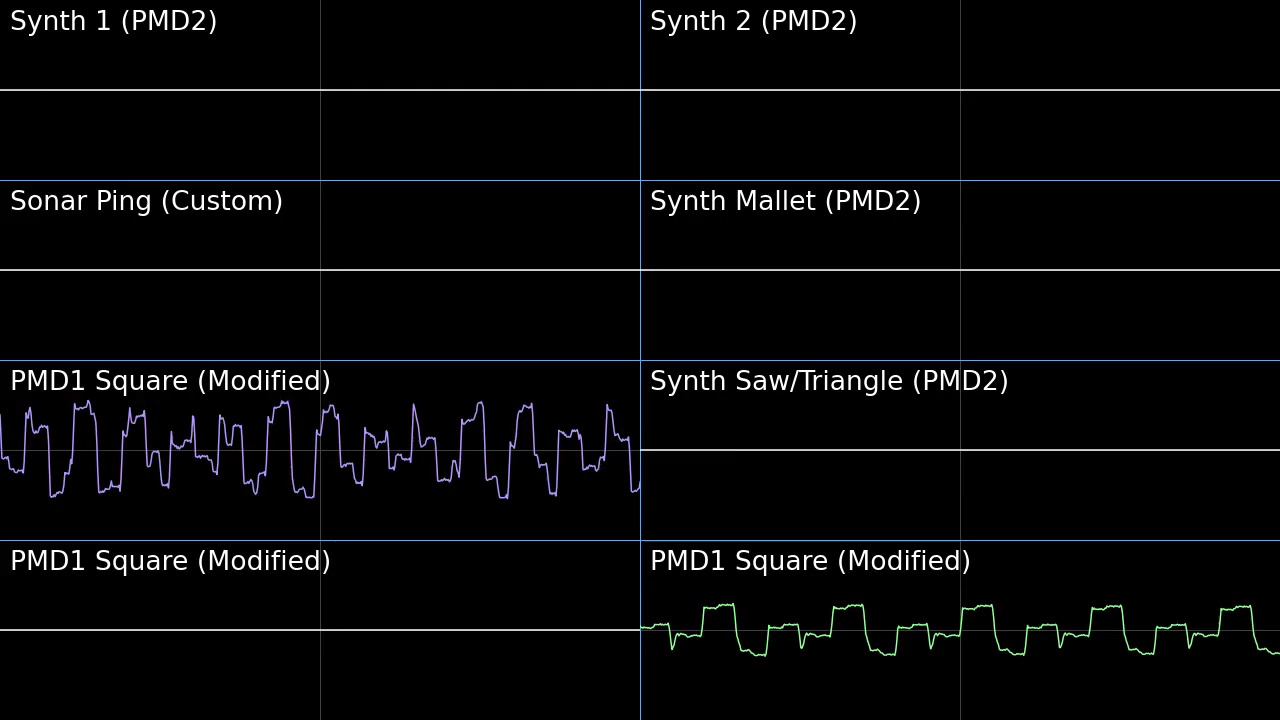 Synth 1 (PMD2)
Synth 2 (PMD2)
Sonar Ping (Custom)
Synth Mallet (PMD2)
PMD1 Square (Modified)
Synth Saw/Triangle (PMD2)
PMD1 Square (Modified)
PMD1 Square (Modified)